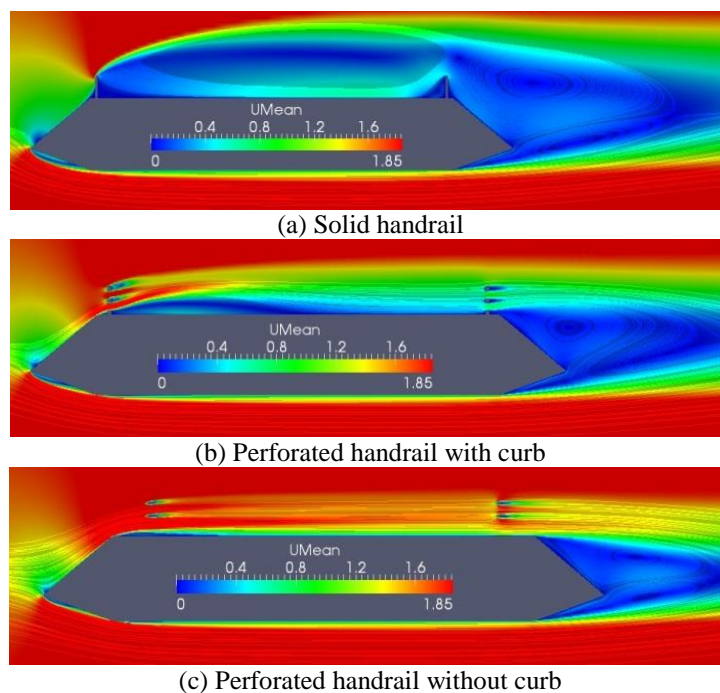 UMean
0.4 0.8 1.2 1.6
0 1.85
(a) Solid handrail
UMean
0.4 0.8 1.2 1.6
0 1.85
(b) Perforated handrail with curb
UMean
0.4 0.8 1.2 1.6
0 1.85
(c) Perforated handrail without curb